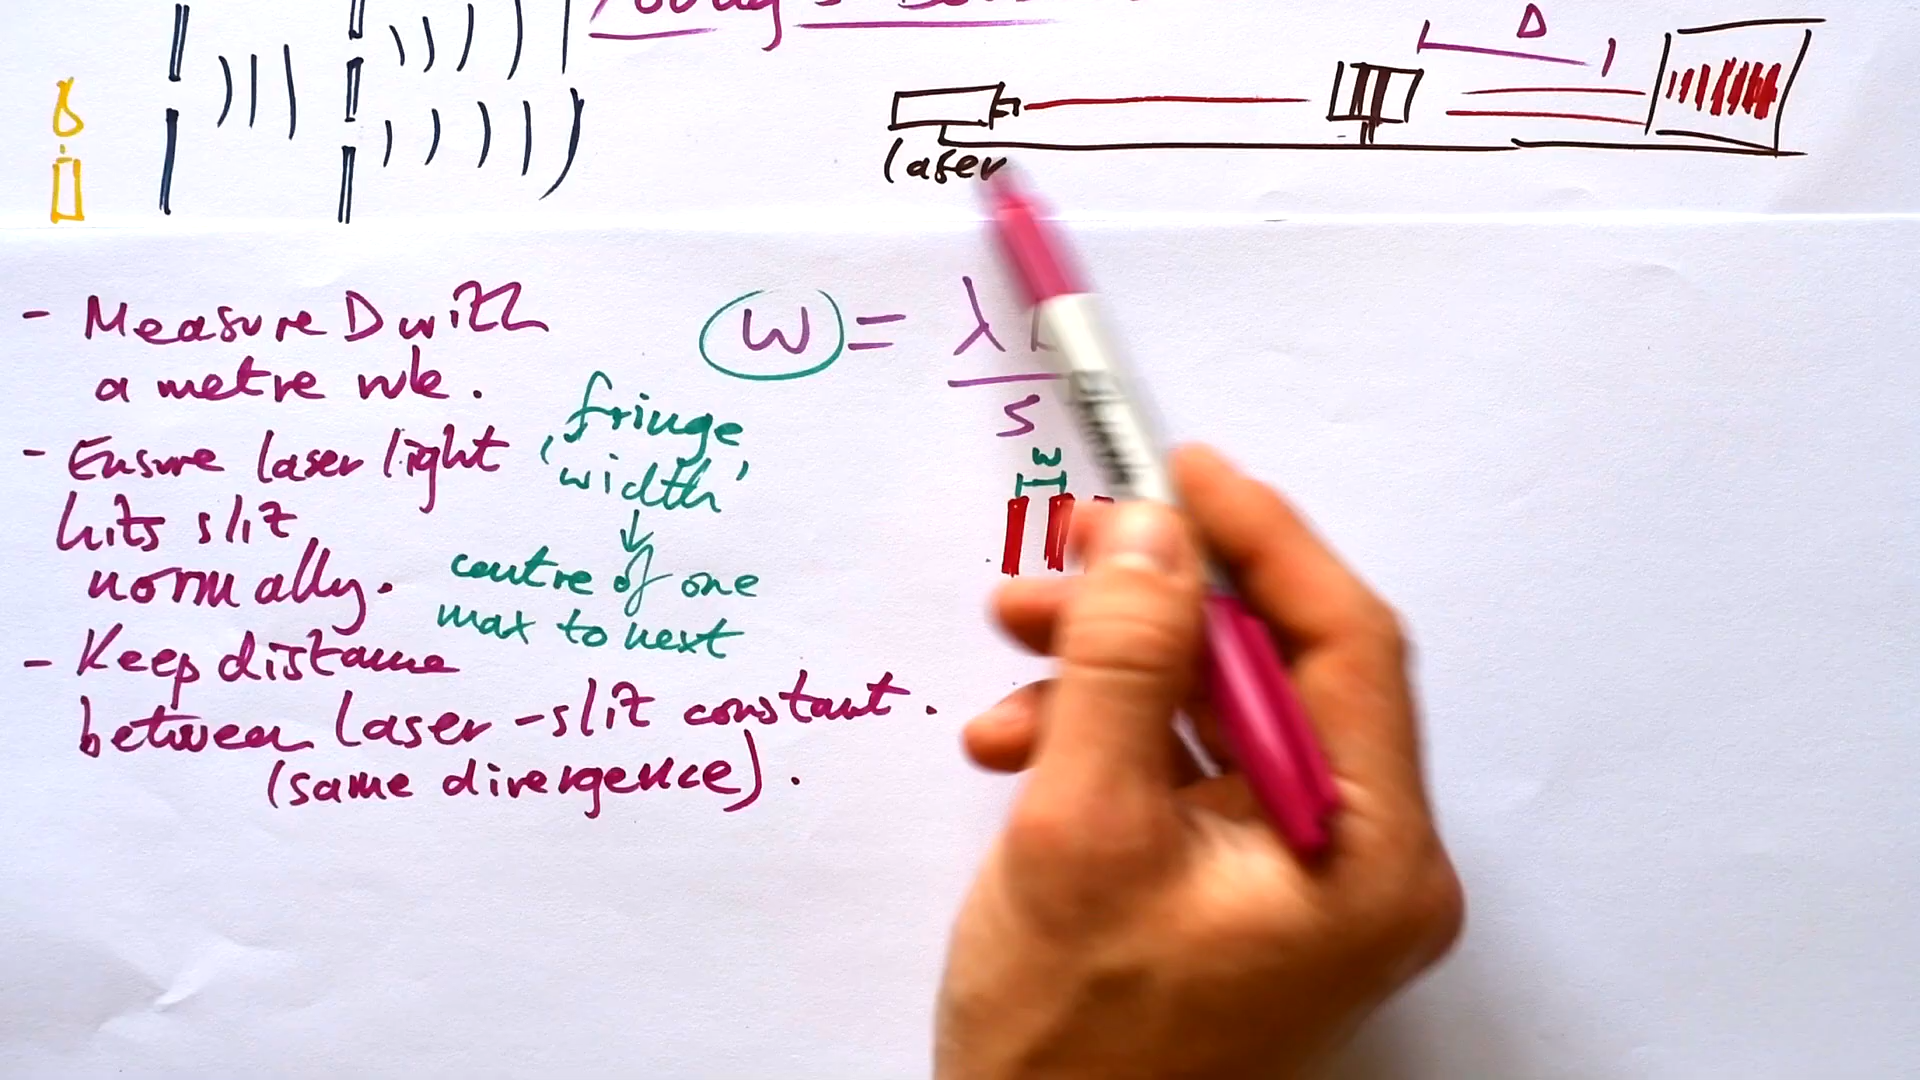 D
laser
- Measure D with
a metre rule.
- Ensure laser light
hits slit
normally.
- Keep distance
between laser-slit constant.
(same divergence).
w = λ
s
fringe
'width'
↓
centre of one
max to next
w